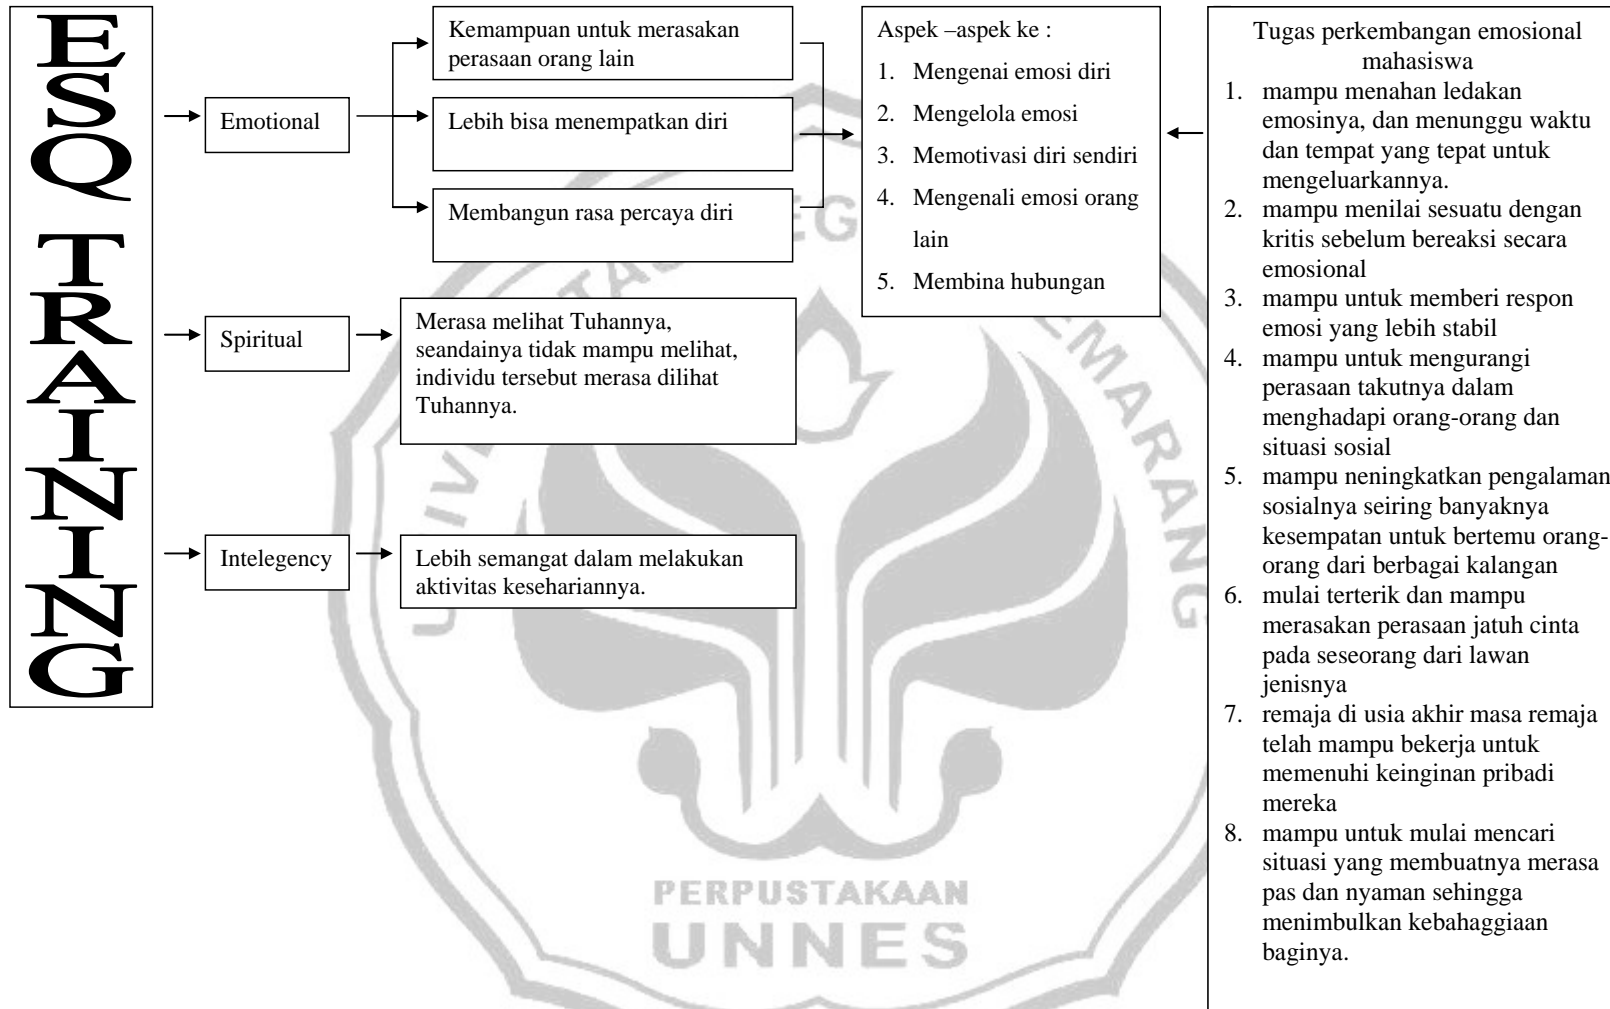 ESQ TRAINING
Emotional
Kemampuan untuk merasakan
perasaan orang lain
Lebih bisa menempatkan diri
Membangun rasa percaya diri
Spiritual
Merasa melihat Tuhannya,
seandainya tidak mampu melihat,
individu tersebut merasa dilihat
Tuhannya.
Intelegency
Lebih semangat dalam melakukan
aktivitas kesehariannya.
Aspek –aspek ke :
1. Mengenai emosi diri
2. Mengelola emosi
3. Memotivasi diri sendiri
4. Mengenali emosi orang
lain
5. Membina hubungan
Tugas perkembangan emosional
mahasiswa
1. mampu menahan ledakan
emosinya, dan menunggu waktu
dan tempat yang tepat untuk
mengeluarkannya.
2. mampu menilai sesuatu dengan
kritis sebelum bereaksi secara
emosional
3. mampu untuk memberi respon
emosi yang lebih stabil
4. mampu untuk mengurangi
perasaan takutnya dalam
menghadapi orang-orang dan
situasi sosial
5. mampu neningkatkan pengalaman
sosialnya seiring banyaknya
kesempatan untuk bertemu orang-
orang dari berbagai kalangan
6. mulai terterik dan mampu
merasakan perasaan jatuh cinta
pada seseorang dari lawan
jenisnya
7. remaja di usia akhir masa remaja
telah mampu bekerja untuk
memenuhi keinginan pribadi
mereka
8. mampu untuk mulai mencari
situasi yang membuatnya merasa
pas dan nyaman sehingga
menimbulkan kebahaggiaan
baginya.
PERPUSTAKAAN
UNNES